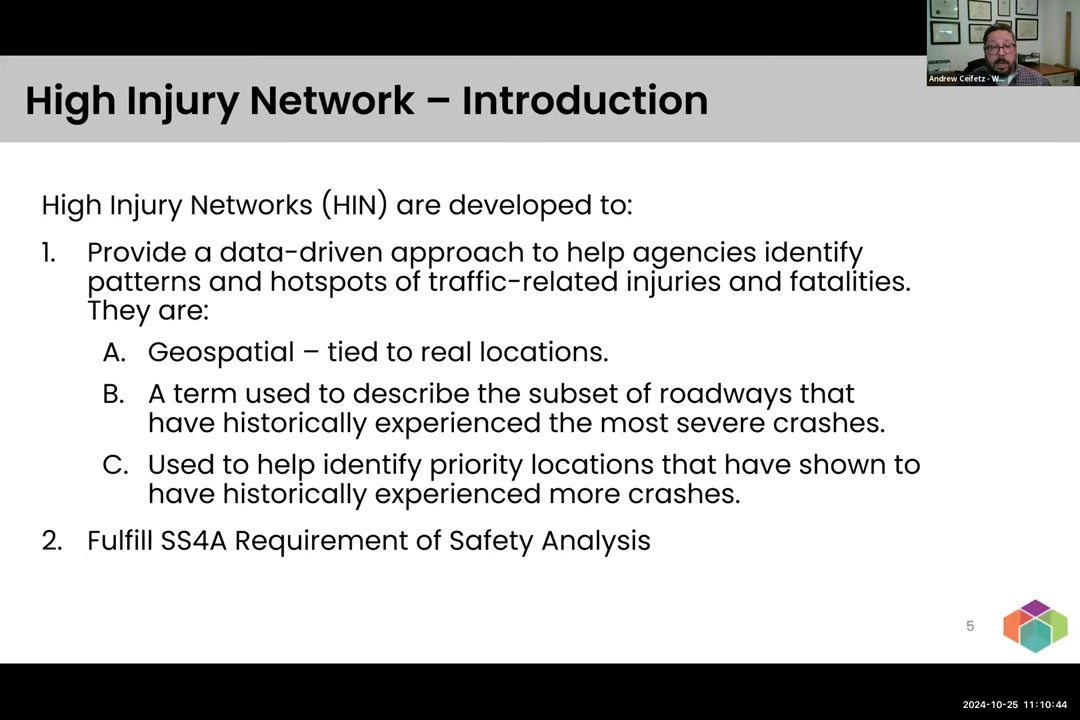 High Injury Network – Introduction
Andrew Ceifetz - W...
High Injury Networks (HIN) are developed to:
1. Provide a data-driven approach to help agencies identify
patterns and hotspots of traffic-related injuries and fatalities.
They are:
A. Geospatial – tied to real locations.
B. A term used to describe the subset of roadways that
have historically experienced the most severe crashes.
C. Used to help identify priority locations that have shown to
have historically experienced more crashes.
2. Fulfill SS4A Requirement of Safety Analysis
5
2024-10-25 11:10:44